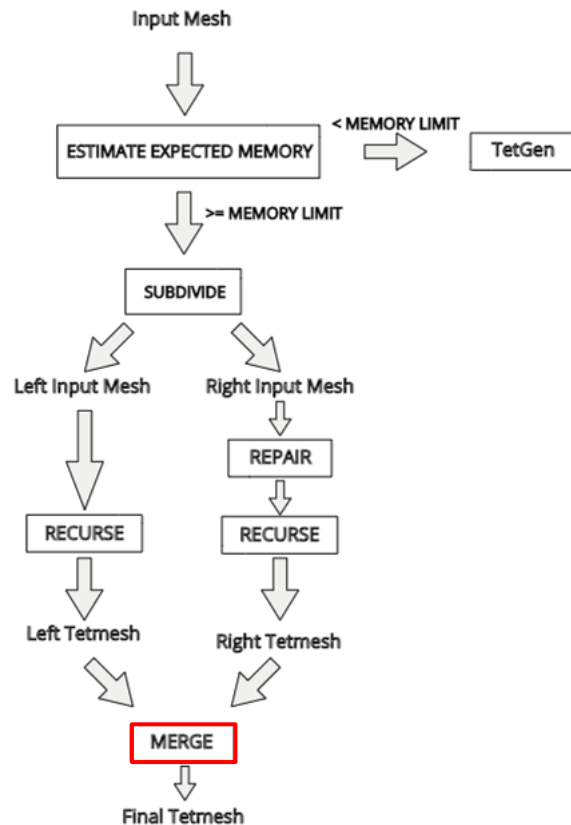 Input Mesh
< MEMORY LIMIT
ESTIMATE EXPECTED MEMORY
TetGen
>= MEMORY LIMIT
SUBDIVIDE
Left Input Mesh
Right Input Mesh
REPAIR
RECURSE
RECURSE
Left Tetmesh
Right Tetmesh
MERGE
Final Tetmesh